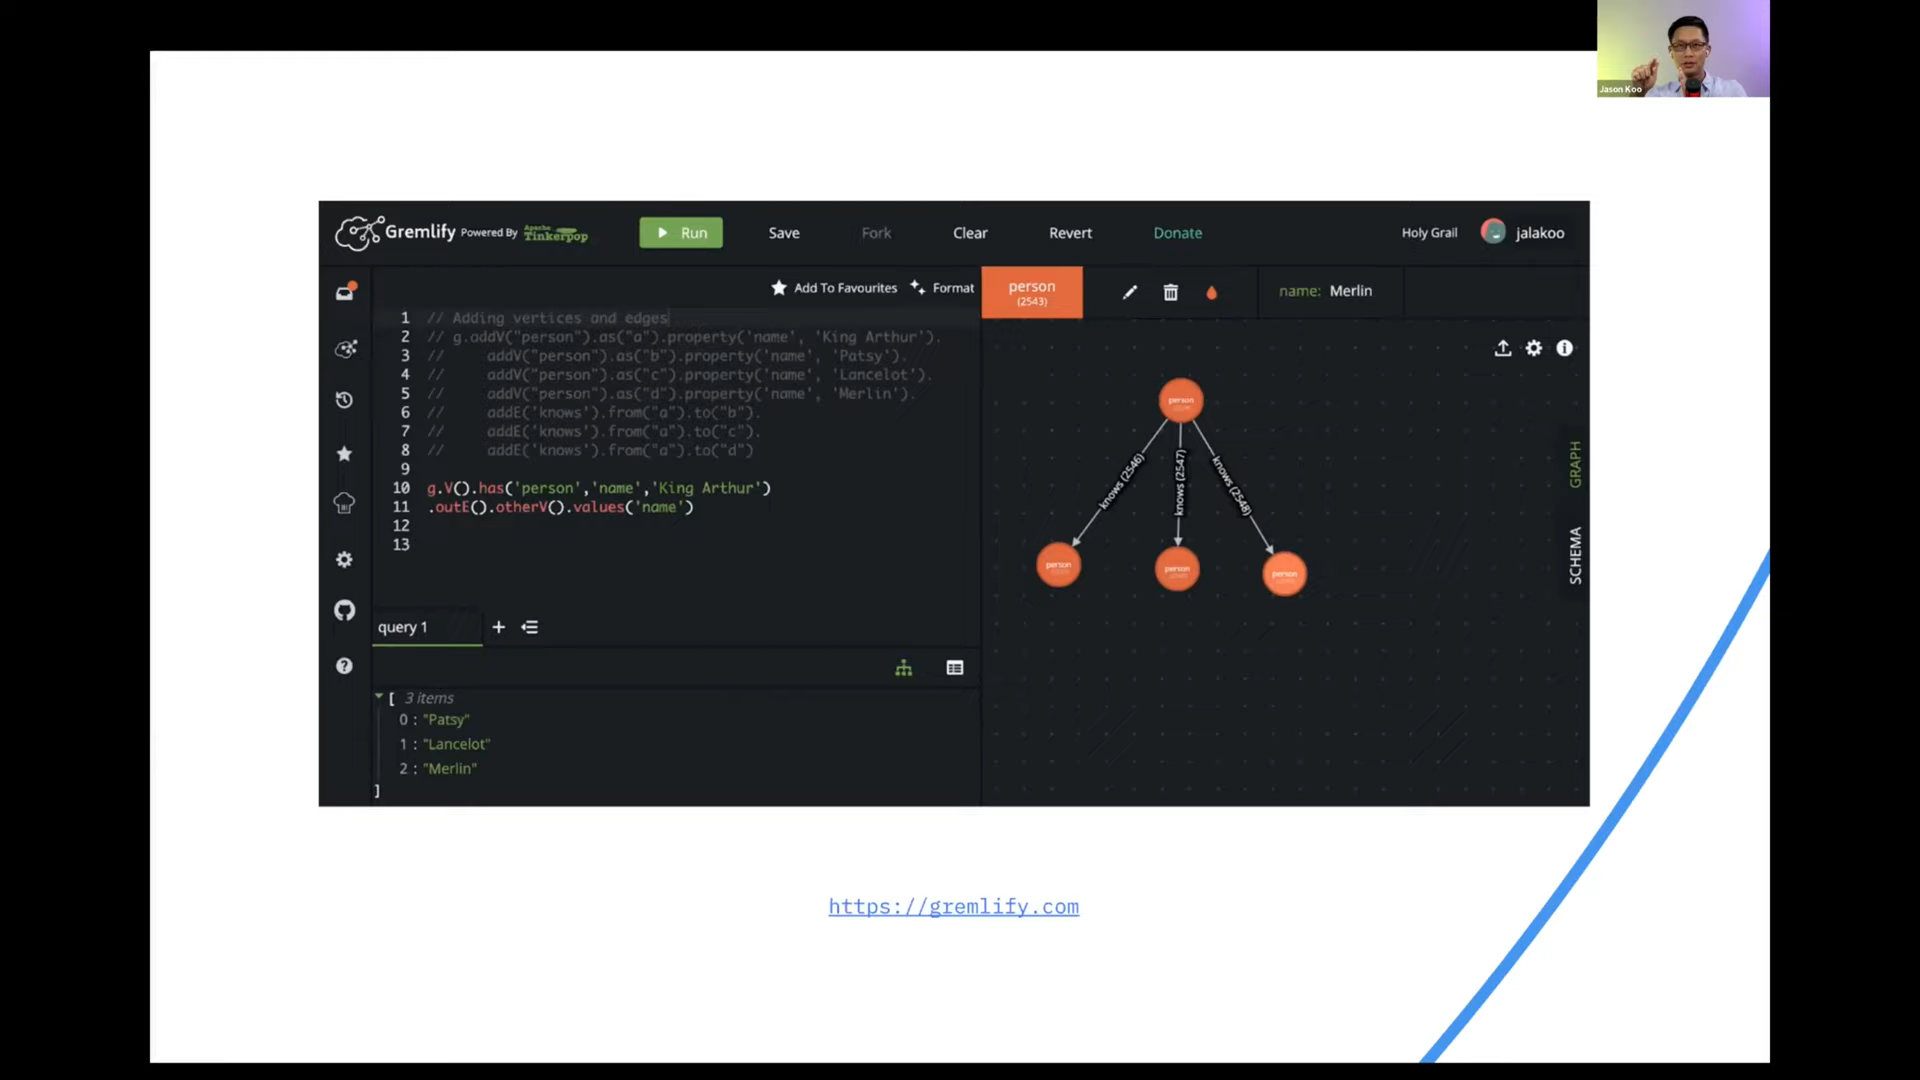 Jason Koo
Gremlify Powered By Apache Tinkerpop
Run
Save
Fork
Clear
Revert
Donate
Holy Grail
jalakoo
Add To Favourites
Format
person
(2543)
name: Merlin
1 // Adding vertices and edges
2 // g.addV("person").as("a").property('name', 'King Arthur').
3 // addV("person").as("b").property('name', 'Patsy').
4 // addV("person").as("c").property('name', 'Lancelot').
5 // addV("person").as("d").property('name', 'Merlin').
6 // addE('knows').from("a").to("b").
7 // addE('knows').from("a").to("c").
8 // addE('knows').from("a").to("d")
9
10 g.V().has('person','name','King Arthur')
11 .outE().otherV().values('name')
12
13
person
knows (2546)
knows (2547)
knows (2548)
person
person
person
GRAPH
SCHEMA
query 1
[ 3 items
0 : "Patsy"
1 : "Lancelot"
2 : "Merlin"
]
https://gremlify.com